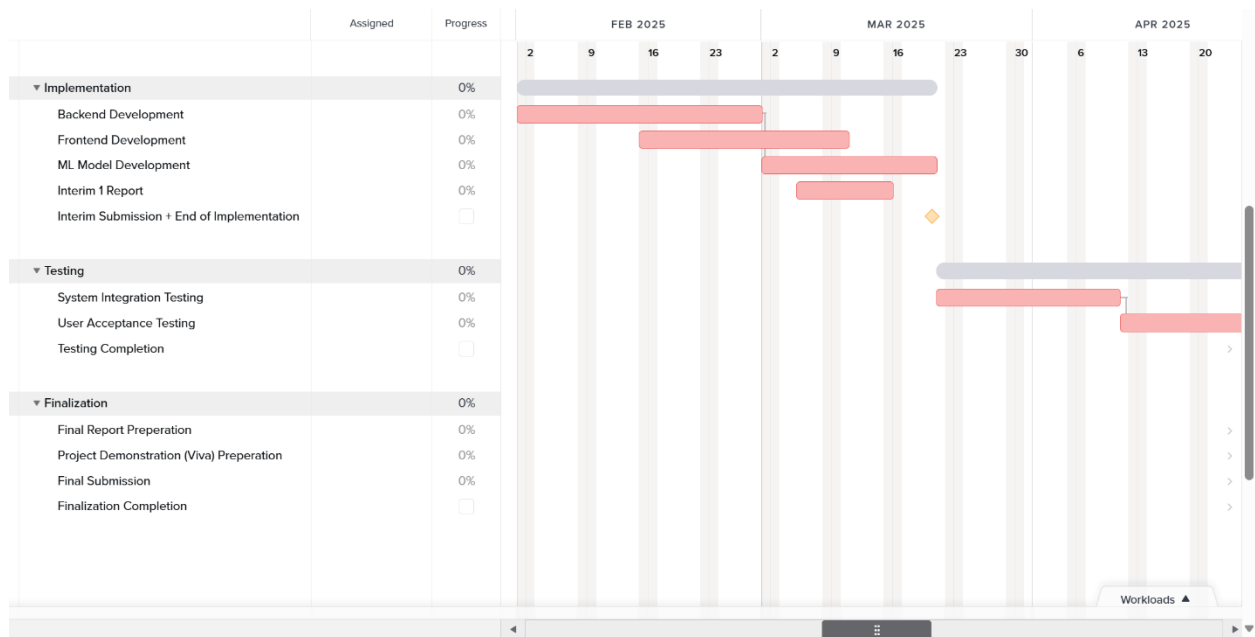 Assigned Progress FEB 2025 MAR 2025 APR 2025
2 9 16 23 2 9 16 23 30 6 13 20
Implementation 0%
Backend Development 0%
Frontend Development 0%
ML Model Development 0%
Interim 1 Report 0%
Interim Submission + End of Implementation
Testing 0%
System Integration Testing 0%
User Acceptance Testing 0%
Testing Completion
Finalization 0%
Final Report Preperation 0%
Project Demonstration (Viva) Preperation 0%
Final Submission 0%
Finalization Completion
Workloads